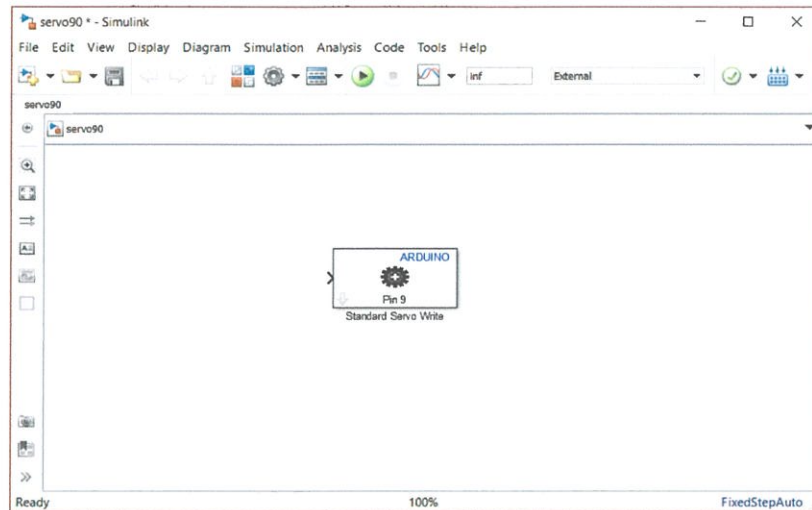 servo90 * - Simulink
File Edit View Display Diagram Simulation Analysis Code Tools Help
inf External
servo90
servo90
ARDUINO
Pin 9
Standard Servo Write
Ready 100% FixedStepAuto